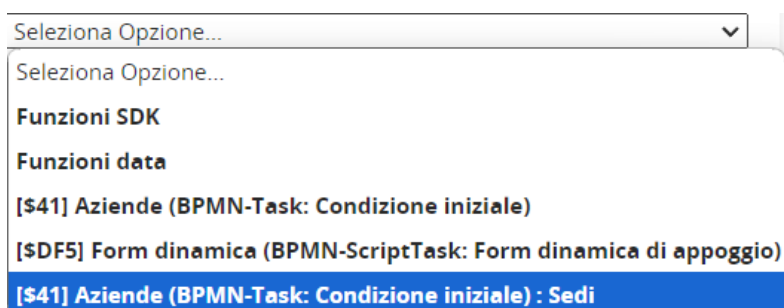 Seleziona Opzione...
Seleziona Opzione...
Funzioni SDK
Funzioni data
[$41] Aziende (BPMN-Task: Condizione iniziale)
[$DF5] Form dinamica (BPMN-ScriptTask: Form dinamica di appoggio)
[$41] Aziende (BPMN-Task: Condizione iniziale) : Sedi